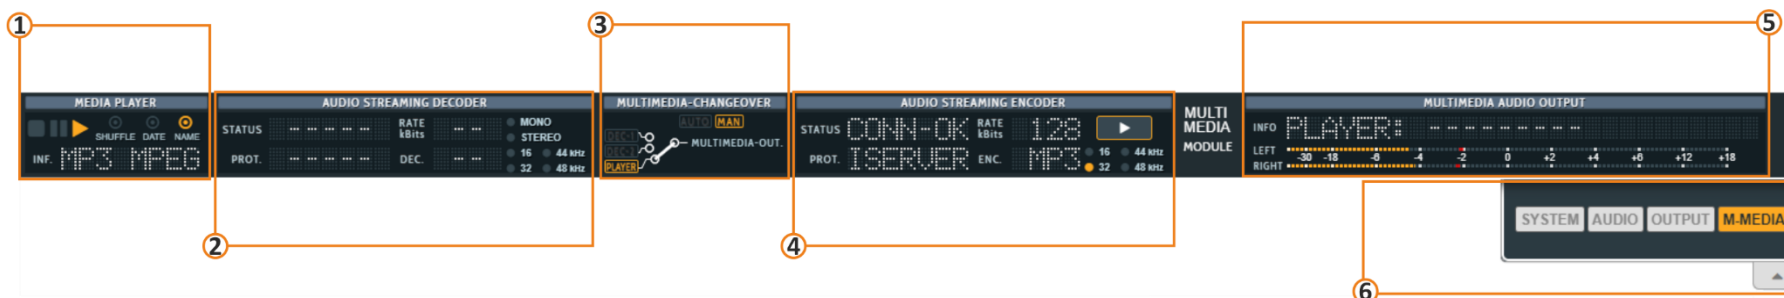 1
3
5
MEDIA PLAYER
SHUFFLE DATE NAME
INF. MP3 MPEG
AUDIO STREAMING DECODER
STATUS ----- RATE kBits -- MONO
STEREO
PROT. ----- DEC. -- 16 44 kHz
32 48 kHz
MULTIMEDIA-CHANGEOVER
AUTO MAN
DEC-1
DEC-2
PLAYER
MULTIMEDIA-OUT.
AUDIO STREAMING ENCODER
STATUS CONN-OK RATE kBits 128
PROT. ISERVER ENC. MP3 16 44 kHz
32 48 kHz
MULTI
MEDIA
MODULE
MULTIMEDIA AUDIO OUTPUT
INFO PLAYER: --------
LEFT
-30 -18 -6 -4 -2 0 +2 +4 +6 +12 +18
RIGHT
SYSTEM AUDIO OUTPUT M-MEDIA
2
4
6